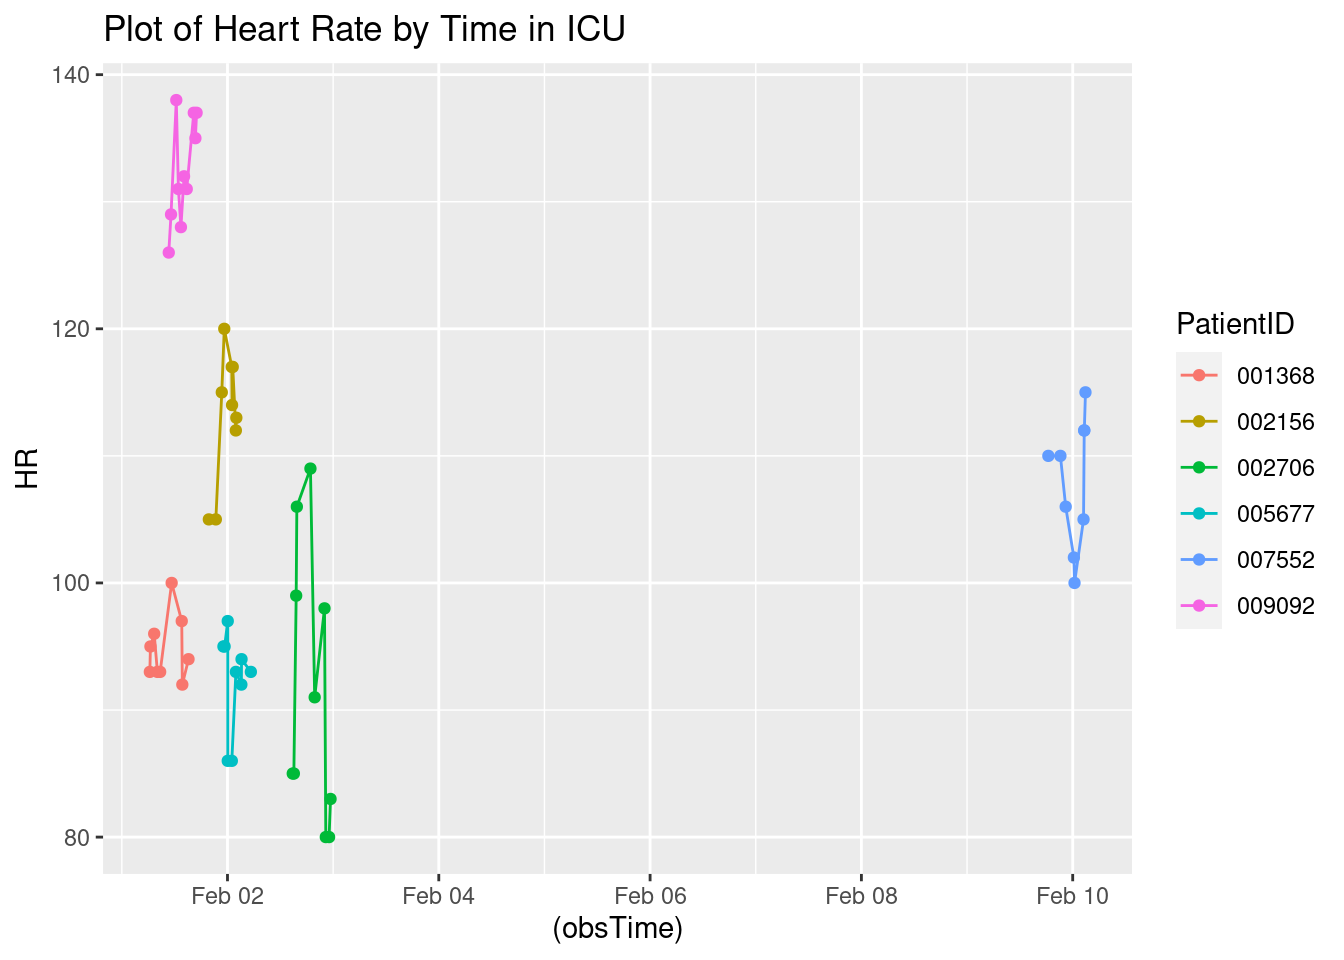 Plot of Heart Rate by Time in ICU
140
120
100
80
HR
Feb 02
Feb 04
Feb 06
Feb 08
Feb 10
(obsTime)
PatientID
001368
002156
002706
005677
007552
009092